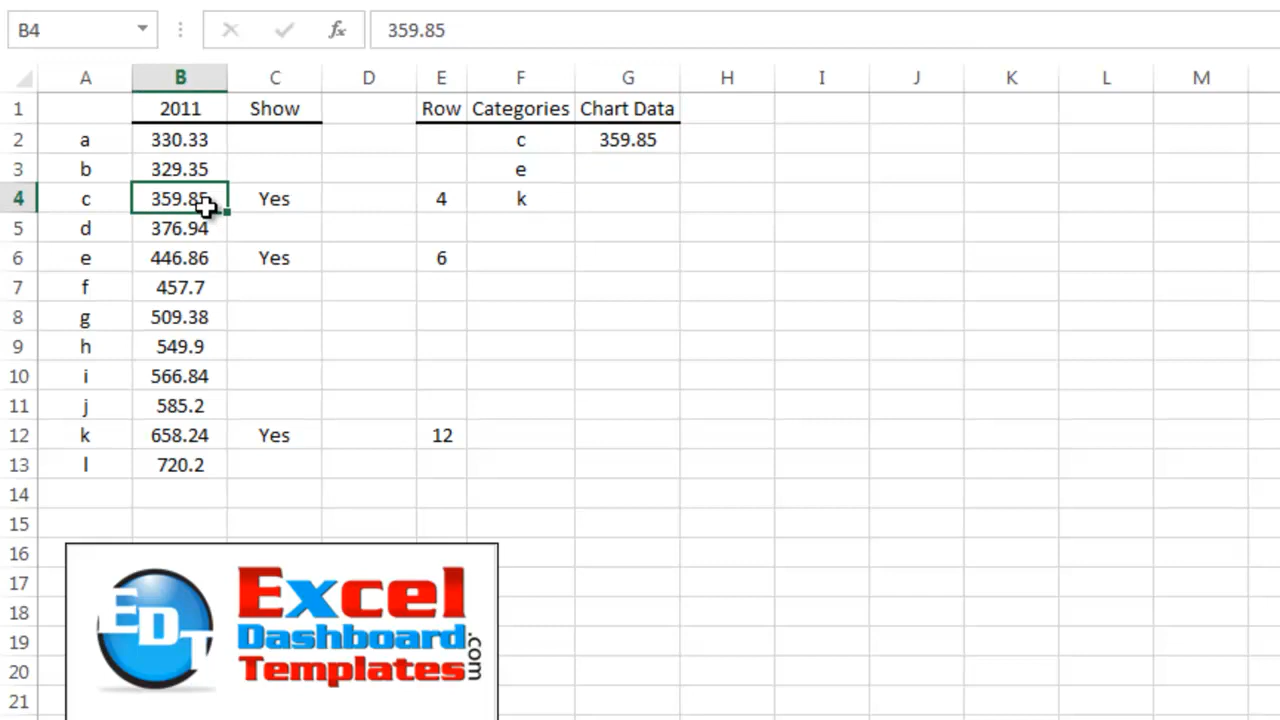 B4 fx 359.85
A B C D E F G H I J K L M
1 2011 Show Row Categories Chart Data
2 a 330.33 c 359.85
3 b 329.35 e
4 c 359.85 Yes 4 k
5 d 376.94
6 e 446.86 Yes 6
7 f 457.7
8 g 509.38
9 h 549.9
10 i 566.84
11 j 585.2
12 k 658.24 Yes 12
13 l 720.2
14
15
16
17
18
19
20
21
EDT
Excel
Dashboard
Templates
.com